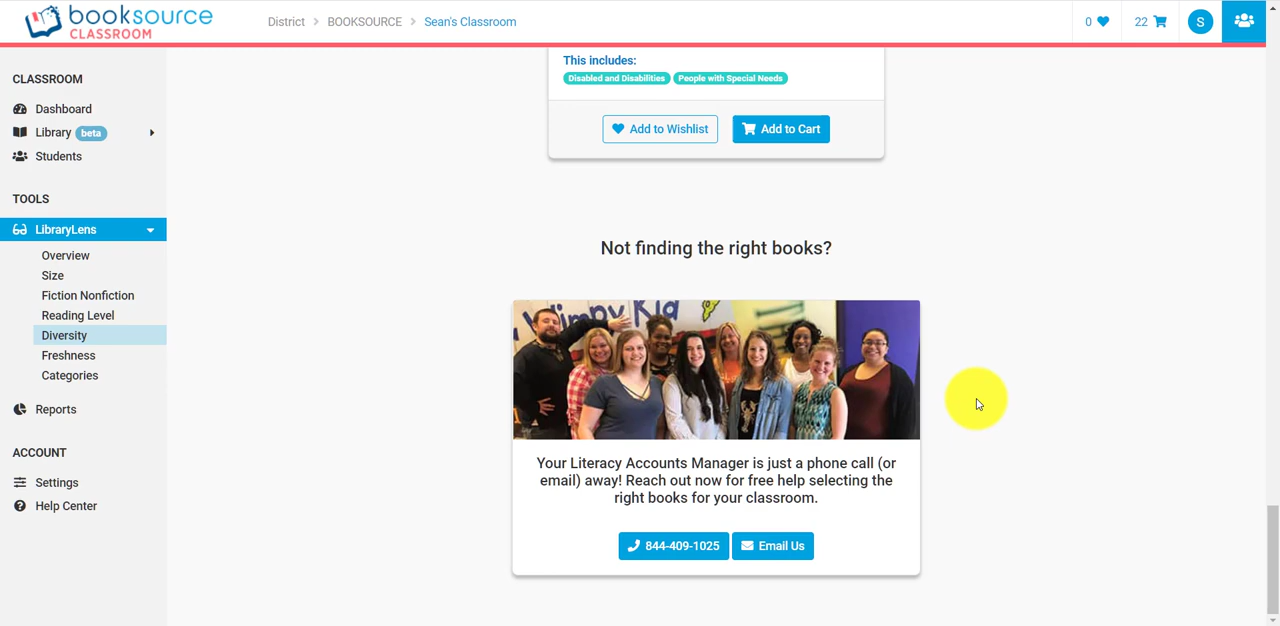 booksource
CLASSROOM
District > BOOKSOURCE > Sean's Classroom
0
22
S
CLASSROOM
Dashboard
Library beta
Students
TOOLS
LibraryLens
Overview
Size
Fiction Nonfiction
Reading Level
Diversity
Freshness
Categories
Reports
ACCOUNT
Settings
Help Center
This includes:
Disabled and Disabilities People with Special Needs
Add to Wishlist Add to Cart
Not finding the right books?
Wimpy Kid
Your Literacy Accounts Manager is just a phone call (or
email) away! Reach out now for free help selecting the
right books for your classroom.
844-409-1025 Email Us